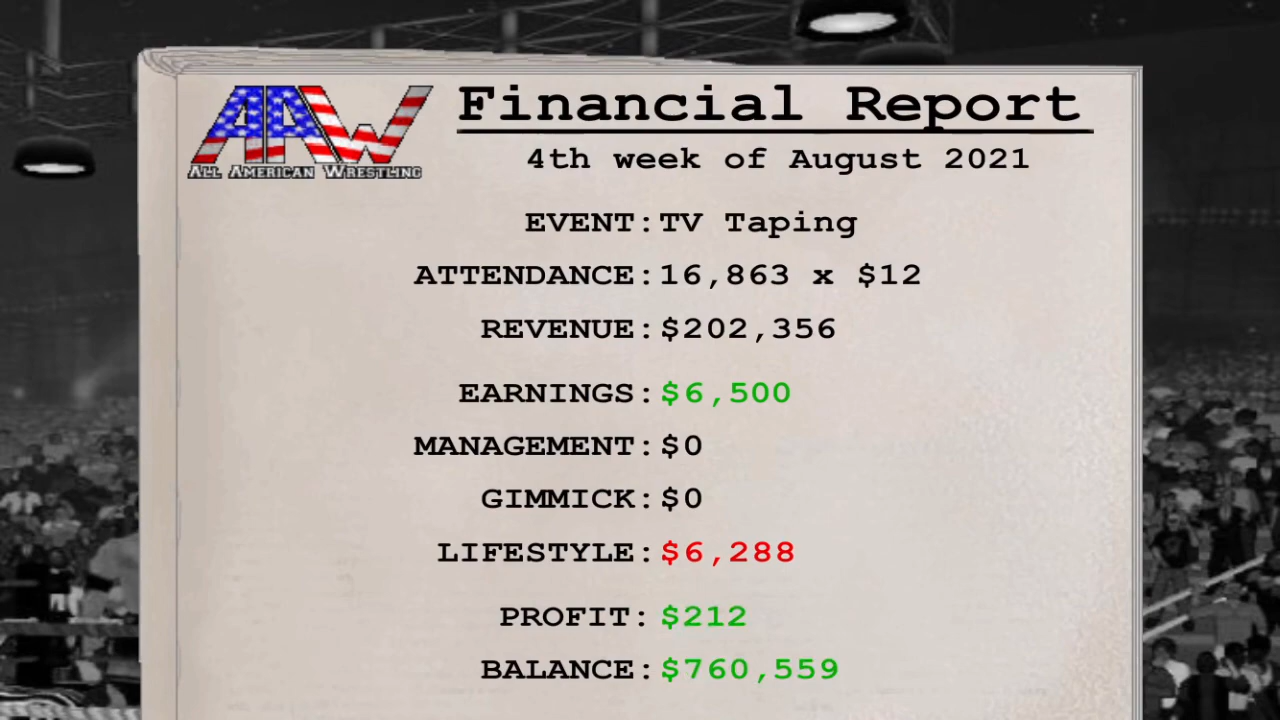 AAW
ALL AMERICAN WRESTLING
Financial Report
4th week of August 2021
EVENT: TV Taping
ATTENDANCE: 16,863 x $12
REVENUE: $202,356
EARNINGS: $6,500
MANAGEMENT: $0
GIMMICK: $0
LIFESTYLE: $6,288
PROFIT: $212
BALANCE: $760,559